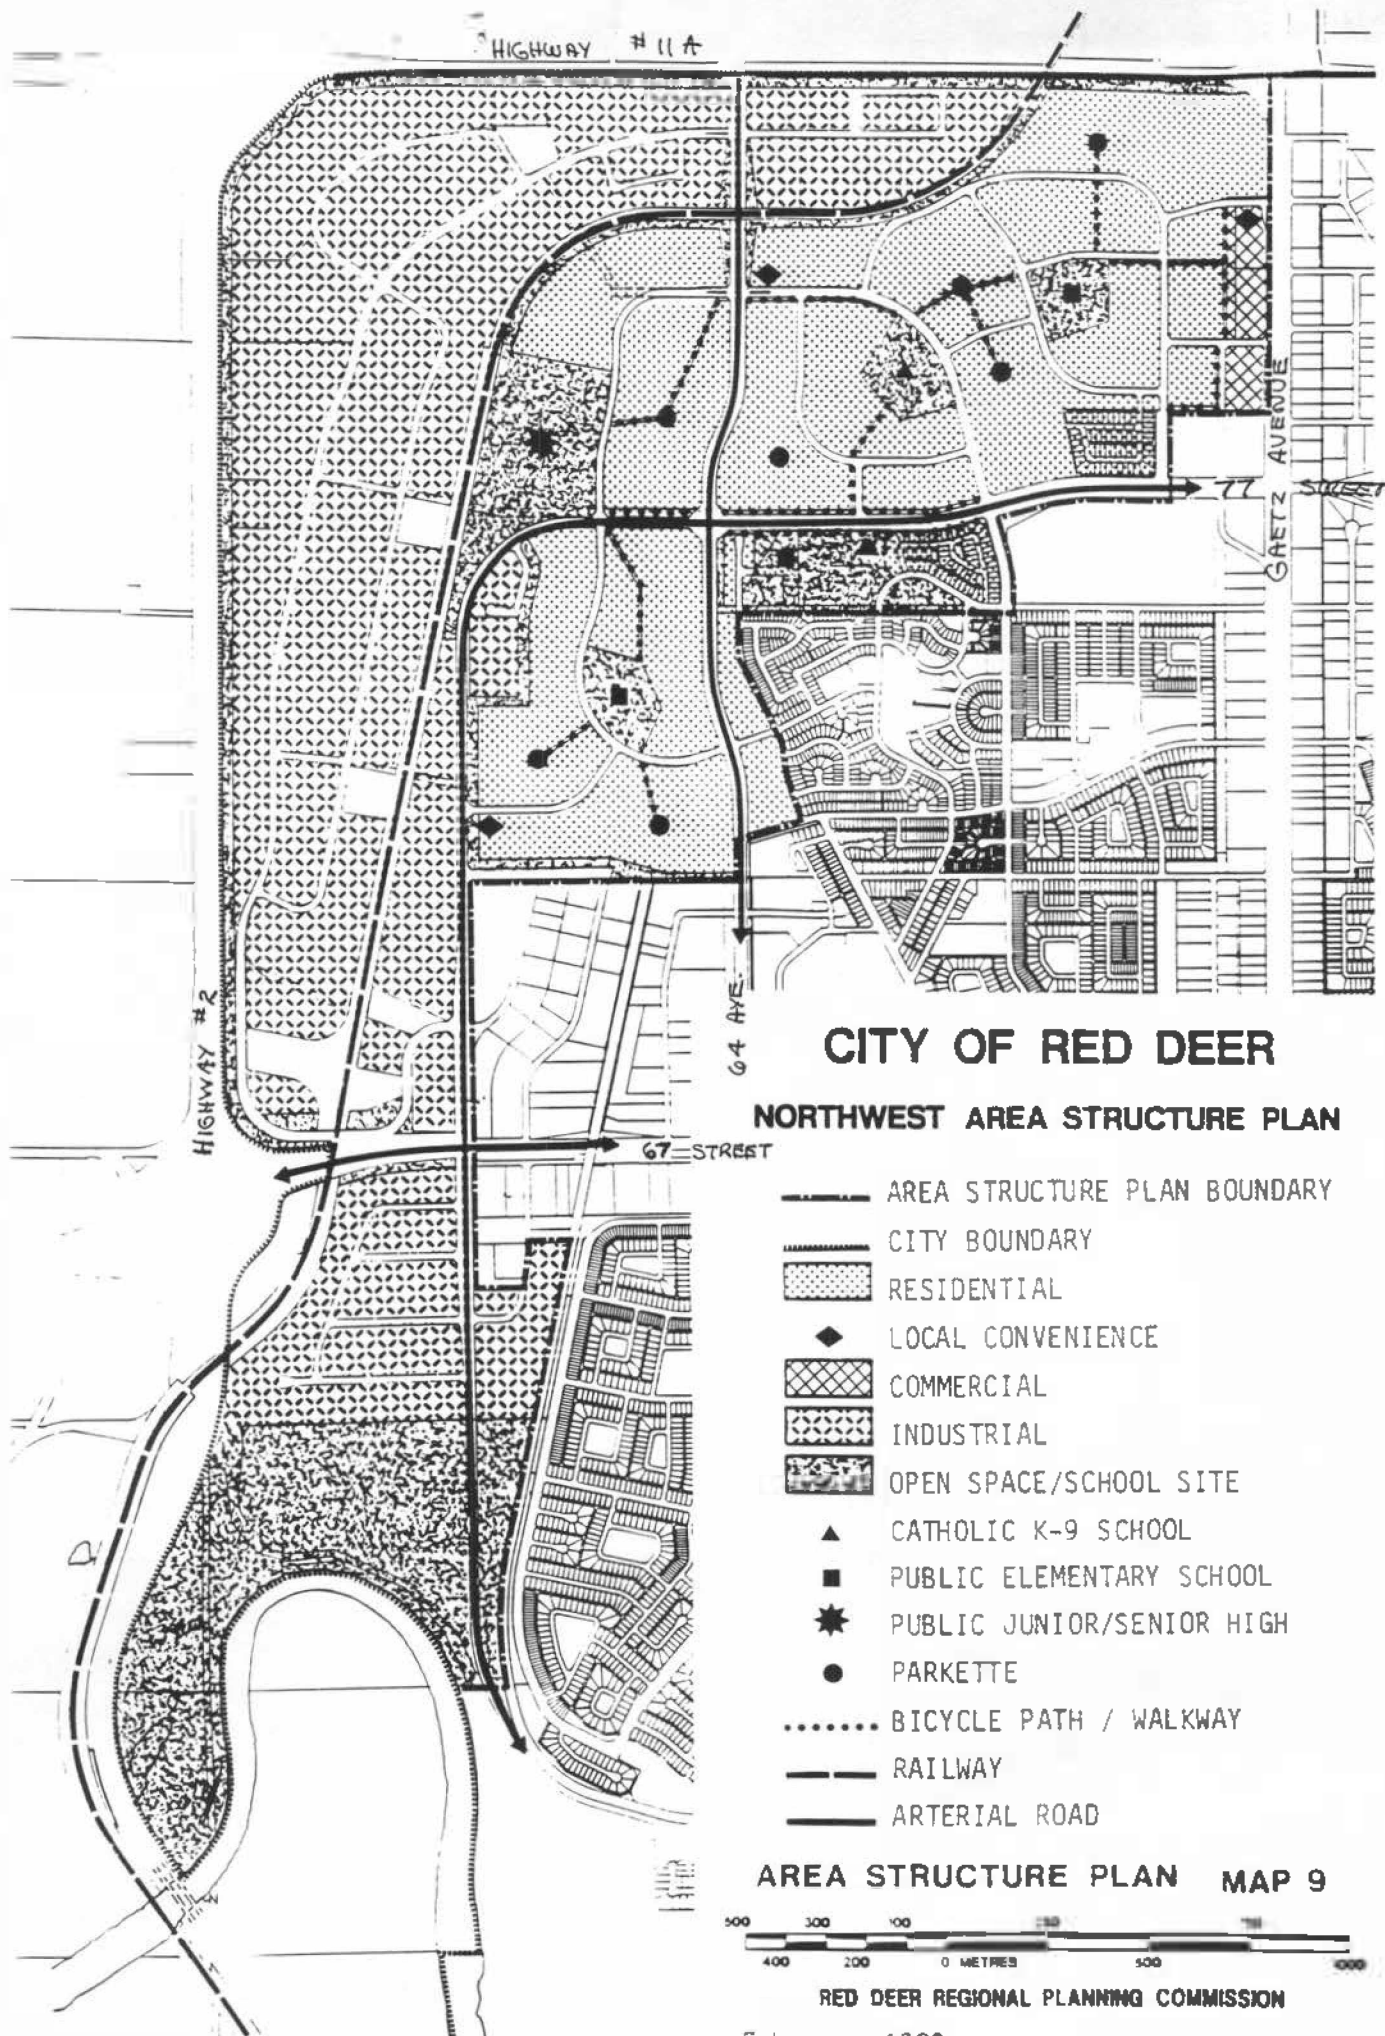 HIGHWAY # 11 A
GAETZ AVENUE
77 STREET
HIGHWAY #2
64 AVE
67 STREET
CITY OF RED DEER
NORTHWEST AREA STRUCTURE PLAN
AREA STRUCTURE PLAN BOUNDARY
CITY BOUNDARY
RESIDENTIAL
LOCAL CONVENIENCE
COMMERCIAL
INDUSTRIAL
OPEN SPACE/SCHOOL SITE
CATHOLIC K-9 SCHOOL
PUBLIC ELEMENTARY SCHOOL
PUBLIC JUNIOR/SENIOR HIGH
PARKETTE
BICYCLE PATH / WALKWAY
RAILWAY
ARTERIAL ROAD
AREA STRUCTURE PLAN MAP 9
500 300 100
400 200 0 METRES 500 1000
RED DEER REGIONAL PLANNING COMMISSION